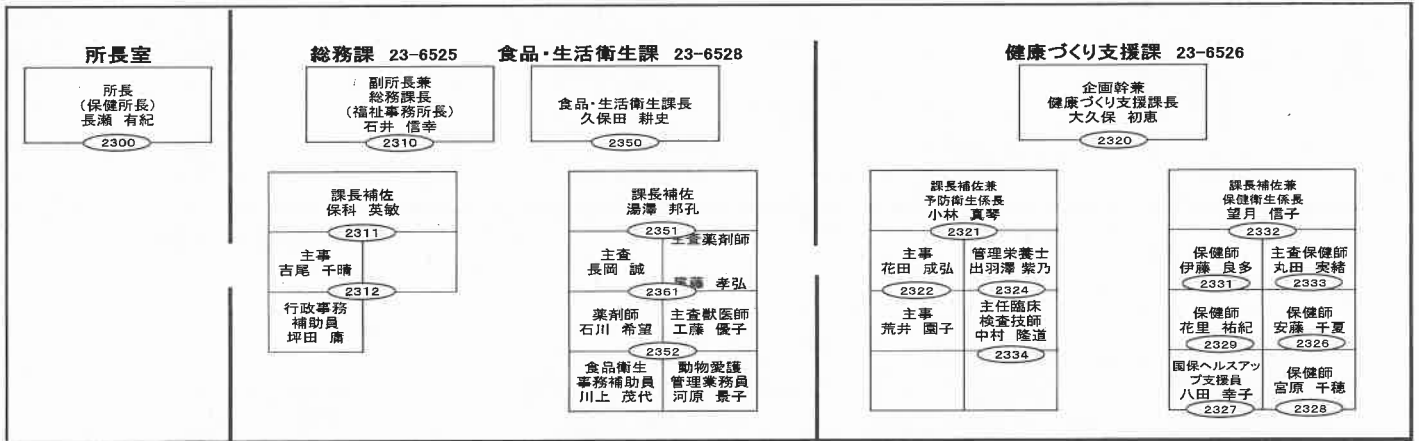 所長室
所長
(保健所長)
長瀬 有紀
2300
総務課 23-6525
副所長兼
総務課長
(福祉事務所長)
石井 信幸
2310
課長補佐
保科 英敏
2311
主事
吉尾 千晴
2312
行政事務
補助員
坪田 庸
食品・生活衛生課 23-6528
食品・生活衛生課長
久保田 耕史
2350
課長補佐
湯澤 邦孔
2351
主査
長岡 誠
主査薬剤師
孝弘
2361
薬剤師
石川 希望
主査獣医師
工藤 優子
2352
食品衛生
事務補助員
川上 茂代
動物愛護
管理業務員
河原 景子
健康づくり支援課 23-6526
企画幹兼
健康づくり支援課長
大久保 初恵
2320
課長補佐兼
予防衛生係長
小林 真琴
2321
主事
花田 成弘
2322
管理栄養士
出羽澤 紫乃
2324
主事
荒井 園子
主任臨床
検査技師
中村 隆道
2334
課長補佐兼
保健衛生係長
望月 信子
2332
保健師
伊藤 良多
2331
主査保健師
丸田 実緒
2333
保健師
花里 祐紀
2329
保健師
安藤 千夏
2326
国保ヘルスアッ
プ支援員
八田 幸子
2327
保健師
宮原 千穂
2328